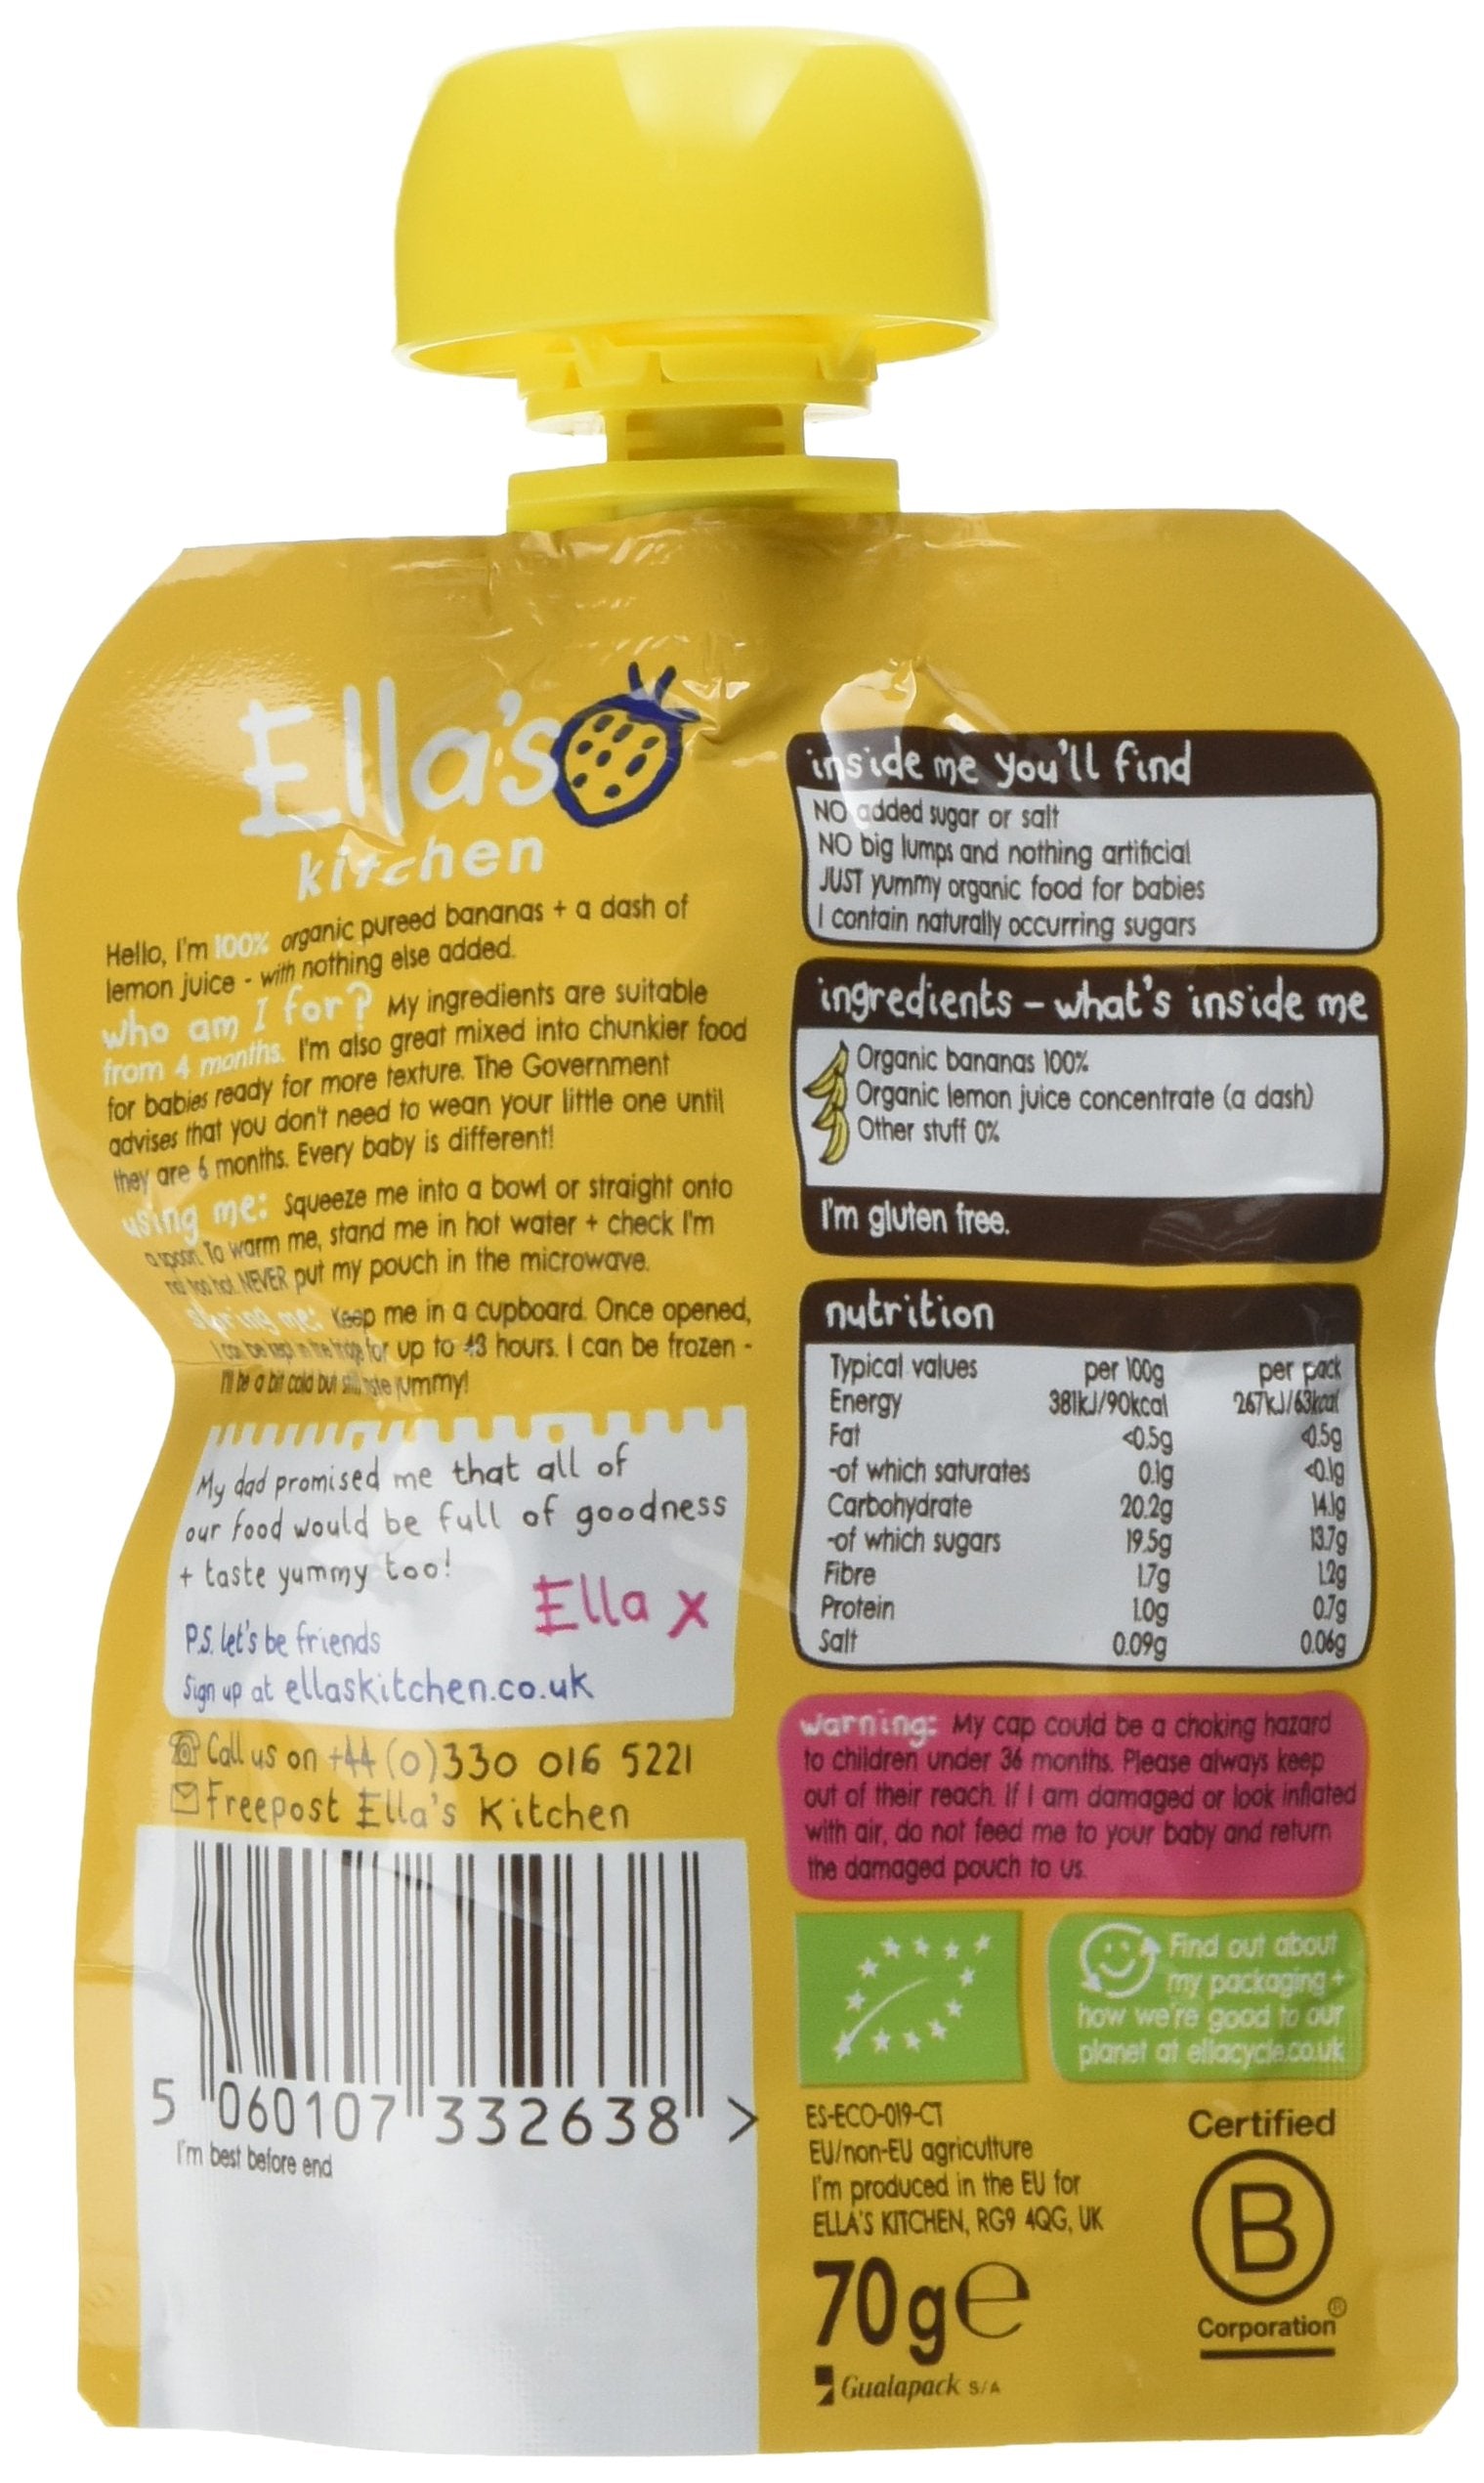 Ella's
kitchen
Hello, I'm 100% organic pureed bananas + a dash of
lemon juice - with nothing else added.
who am I for? My ingredients are suitable
from 4 months. I'm also great mixed into chunkier food
for babies ready for more texture. The Government
advises that you don't need to wean your little one until
they are 6 months. Every baby is different!
using me: Squeeze me into a bowl or straight onto
a spoon. To warm me, stand me in hot water + check I'm
not too hot. NEVER put my pouch in the microwave.
storing me: Keep me in a cupboard. Once opened,
I can be kept in the fridge for up to 48 hours. I can be frozen -
I'll be a bit cold but still taste yummy!
My dad promised me that all of
our food would be full of goodness
+ taste yummy too!
Ella x
P.S. let's be friends
Sign up at ellaskitchen.co.uk
Call us on +44 (0)330 016 5221
Freepost Ella's Kitchen
5 060107 332638 >
I'm best before end
inside me you'll find
NO added sugar or salt
NO big lumps and nothing artificial
JUST yummy organic food for babies
I contain naturally occurring sugars
ingredients - what's inside me
Organic bananas 100%
Organic lemon juice concentrate (a dash)
Other stuff 0%
I'm gluten free.
nutrition
Typical values per 100g per pack
Energy 381kJ/90kcal 267kJ/63kcal
Fat <0.5g <0.5g
-of which saturates 0.1g <0.1g
Carbohydrate 20.2g 14.1g
-of which sugars 19.5g 13.7g
Fibre 1.7g 1.2g
Protein 1.0g 0.7g
Salt 0.09g 0.06g
warning: My cap could be a choking hazard
to children under 36 months. Please always keep
out of their reach. If I am damaged or look inflated
with air, do not feed me to your baby and return
the damaged pouch to us.
Find out about
my packaging +
how we're good to our
planet at ellacycle.co.uk
ES-ECO-019-CT
EU/non-EU agriculture
I'm produced in the EU for
ELLA'S KITCHEN, RG9 4QG, UK
70g e
Gualapack S/A
Certified
B
Corporation®